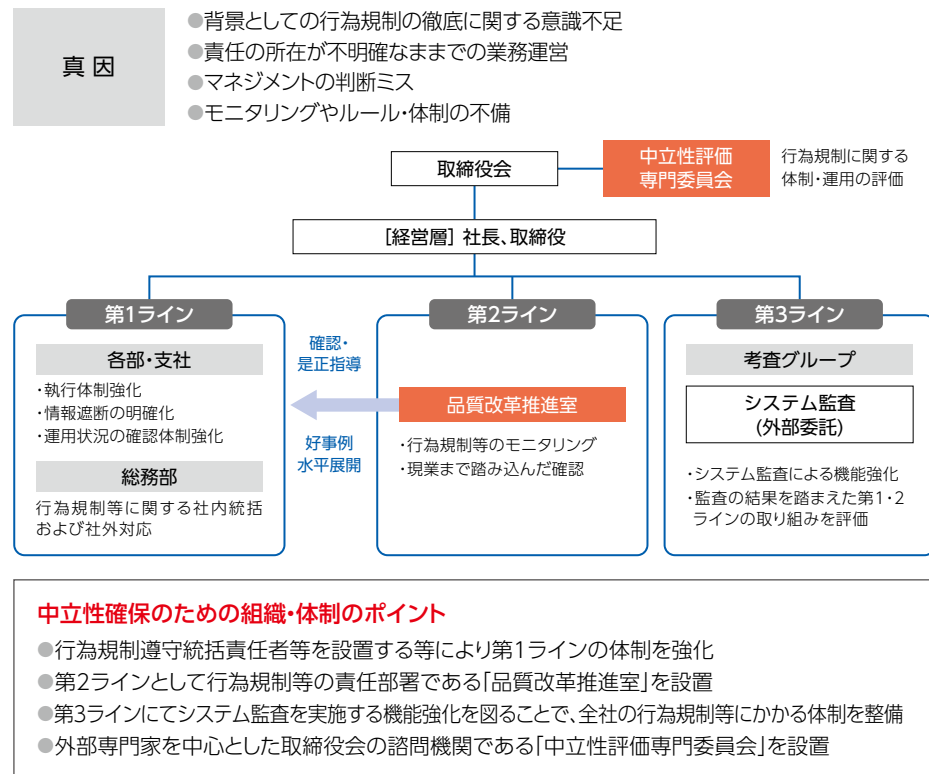 真因
●背景としての行為規制の徹底に関する意識不足
●責任の所在が不明確なままでの業務運営
●マネジメントの判断ミス
●モニタリングやルール・体制の不備
取締役会
中立性評価
専門委員会
行為規制に関する
体制・運用の評価
[経営層] 社長、取締役
第1ライン
各部・支社
・執行体制強化
・情報遮断の明確化
・運用状況の確認体制強化
総務部
行為規制等に関する社内統括
および社外対応
確認・
是正指導
好事例
水平展開
第2ライン
品質改革推進室
・行為規制等のモニタリング
・現業まで踏み込んだ確認
第3ライン
考査グループ
システム監査
(外部委託)
・システム監査による機能強化
・監査の結果を踏まえた第1・2
ラインの取り組みを評価
中立性確保のための組織・体制のポイント
●行為規制遵守統括責任者等を設置する等により第1ラインの体制を強化
●第2ラインとして行為規制等の責任部署である「品質改革推進室」を設置
●第3ラインにてシステム監査を実施する機能強化を図ることで、全社の行為規制等にかかる体制を整備
●外部専門家を中心とした取締役会の諮問機関である「中立性評価専門委員会」を設置